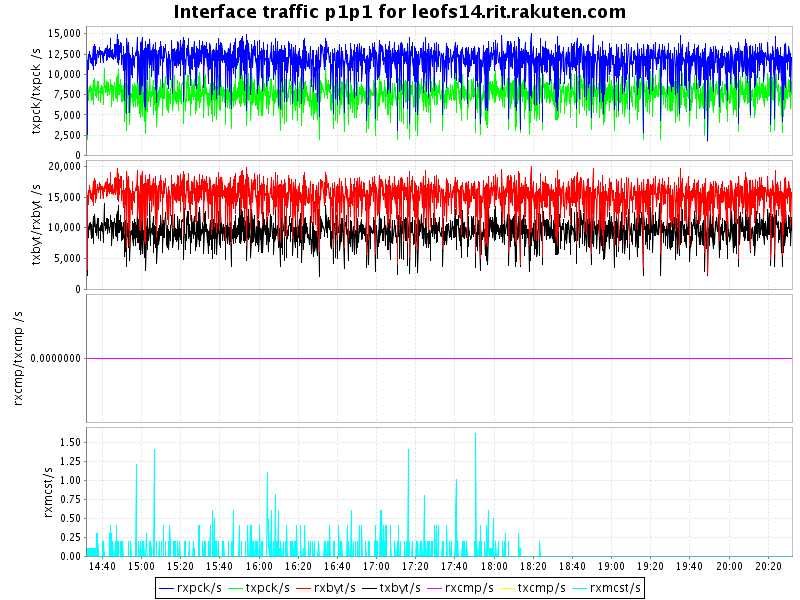 Interface traffic p1p1 for leofs14.rit.rakuten.com
txpck/txpck /s
15,000
12,500
10,000
7,500
5,000
2,500
0
txbyt/rxbyt /s
20,000
15,000
10,000
5,000
0
rxcmp/txcmp /s
0.0000000
rxmcst/s
1.50
1.25
1.00
0.75
0.50
0.25
0.00
14:40 15:00 15:20 15:40 16:00 16:20 16:40 17:00 17:20 17:40 18:00 18:20 18:40 19:00 19:20 19:40 20:00 20:20
rxpck/s txpck/s rxbyt/s txbyt/s rxcmp/s txcmp/s rxmcst/s